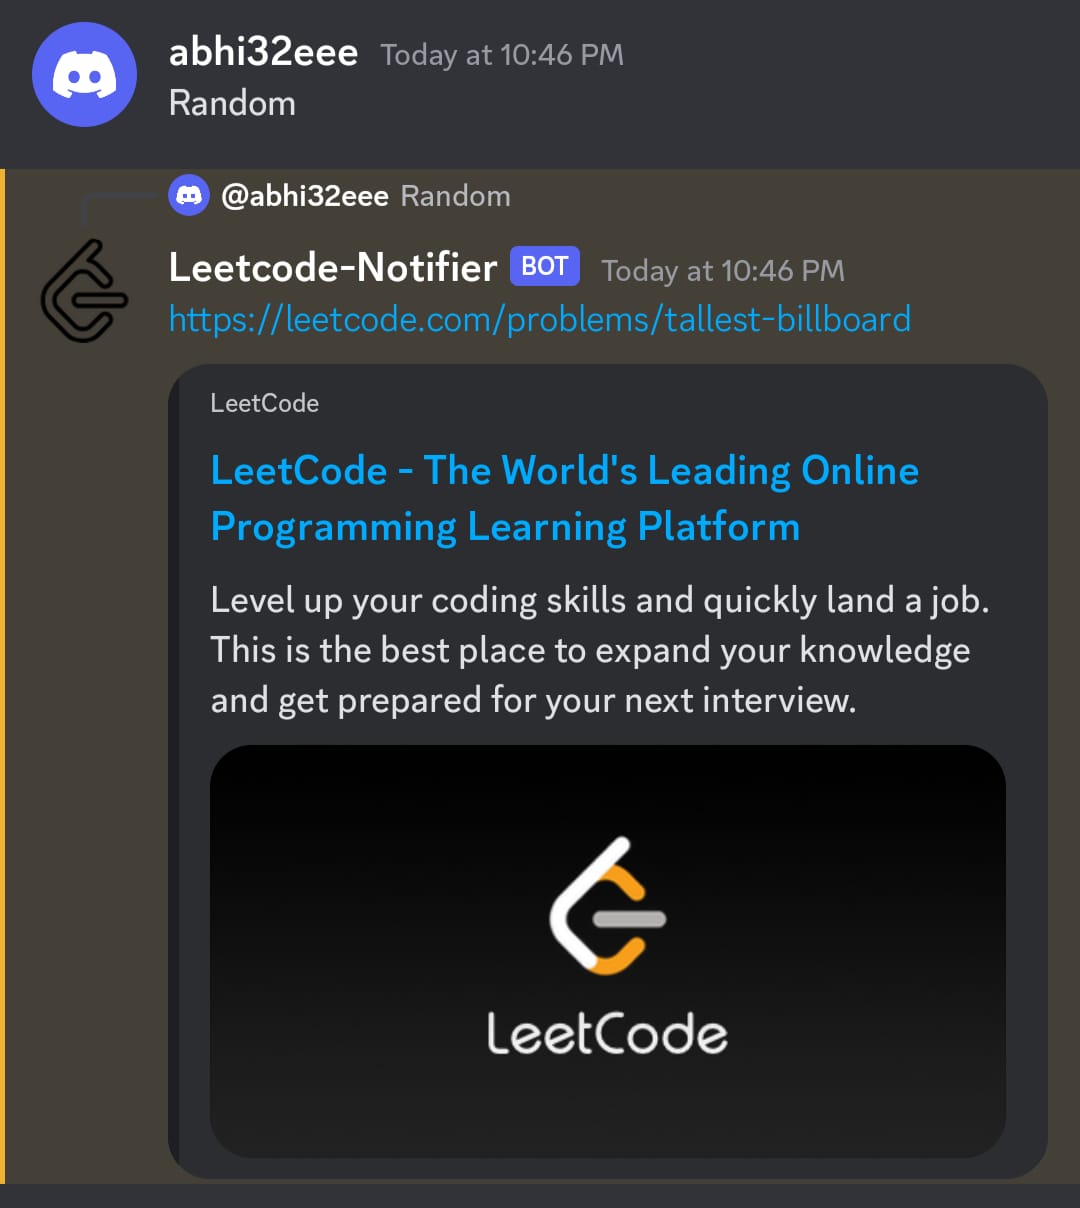 abhi32eee Today at 10:46 PM
Random
@abhi32eee Random
Leetcode-Notifier BOT Today at 10:46 PM
https://leetcode.com/problems/tallest-billboard
LeetCode
LeetCode - The World's Leading Online
Programming Learning Platform
Level up your coding skills and quickly land a job.
This is the best place to expand your knowledge
and get prepared for your next interview.
LeetCode